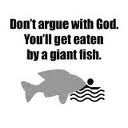 Don't argue with God.
You'll get eaten
by a giant fish.